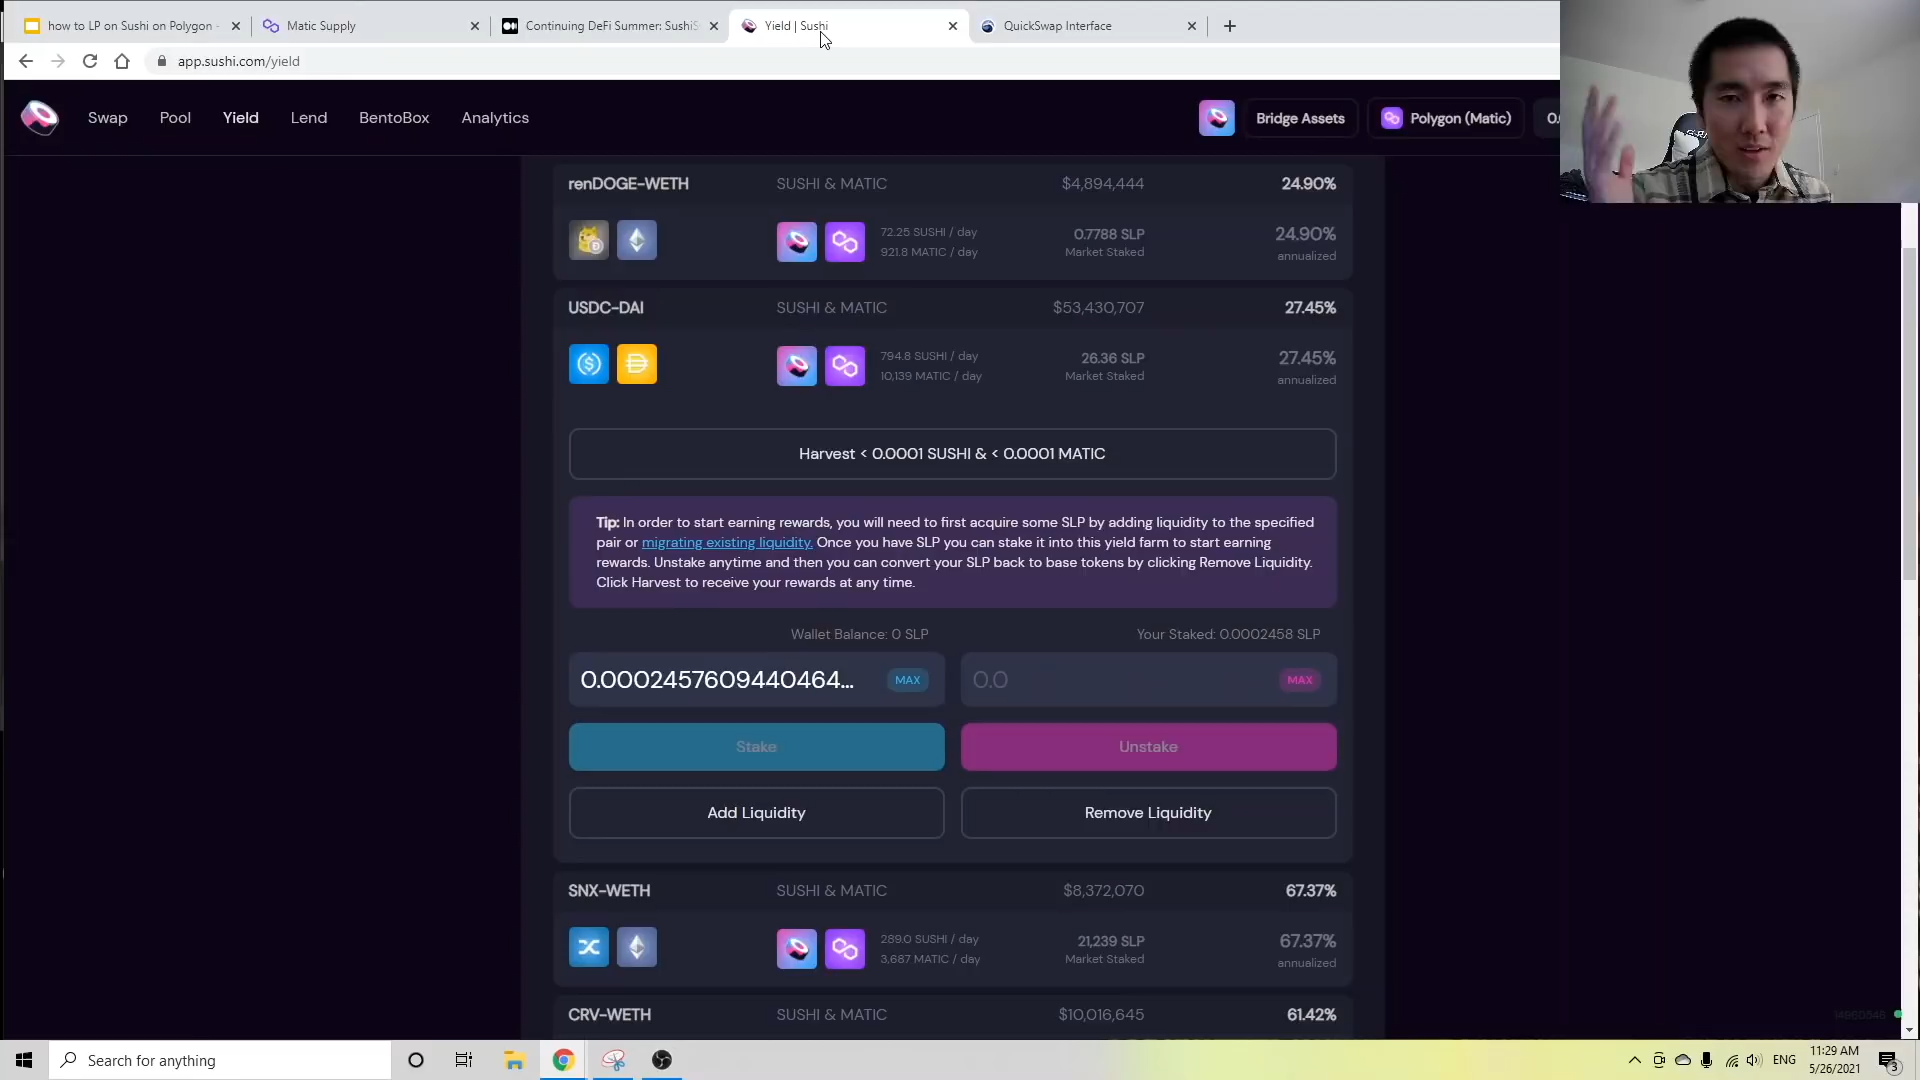 how to LP on Sushi on Polygon -
Matic Supply
Continuing DeFi Summer: SushiS
Yield | Sushi
QuickSwap Interface
app.sushi.com/yield
Swap
Pool
Yield
Lend
BentoBox
Analytics
Bridge Assets
Polygon (Matic)
0.
renDOGE-WETH
SUSHI & MATIC
$4,894,444
24.90%
72.25 SUSHI / day
921.8 MATIC / day
0.7788 SLP
Market Staked
24.90%
annualized
USDC-DAI
SUSHI & MATIC
$53,430,707
27.45%
794.8 SUSHI / day
10,139 MATIC / day
26.36 SLP
Market Staked
27.45%
annualized
Harvest < 0.0001 SUSHI & < 0.0001 MATIC
Tip: In order to start earning rewards, you will need to first acquire some SLP by adding liquidity to the specified
pair or migrating existing liquidity. Once you have SLP you can stake it into this yield farm to start earning
rewards. Unstake anytime and then you can convert your SLP back to base tokens by clicking Remove Liquidity.
Click Harvest to receive your rewards at any time.
Wallet Balance: 0 SLP
Your Staked: 0.0002458 SLP
0.0002457609440464...
MAX
0.0
MAX
Stake
Unstake
Add Liquidity
Remove Liquidity
SNX-WETH
SUSHI & MATIC
$8,372,070
67.37%
289.0 SUSHI / day
3,687 MATIC / day
21,239 SLP
Market Staked
67.37%
annualized
CRV-WETH
SUSHI & MATIC
$10,016,645
61.42%
Search for anything
ENG
11:29 AM
5/26/2021
3